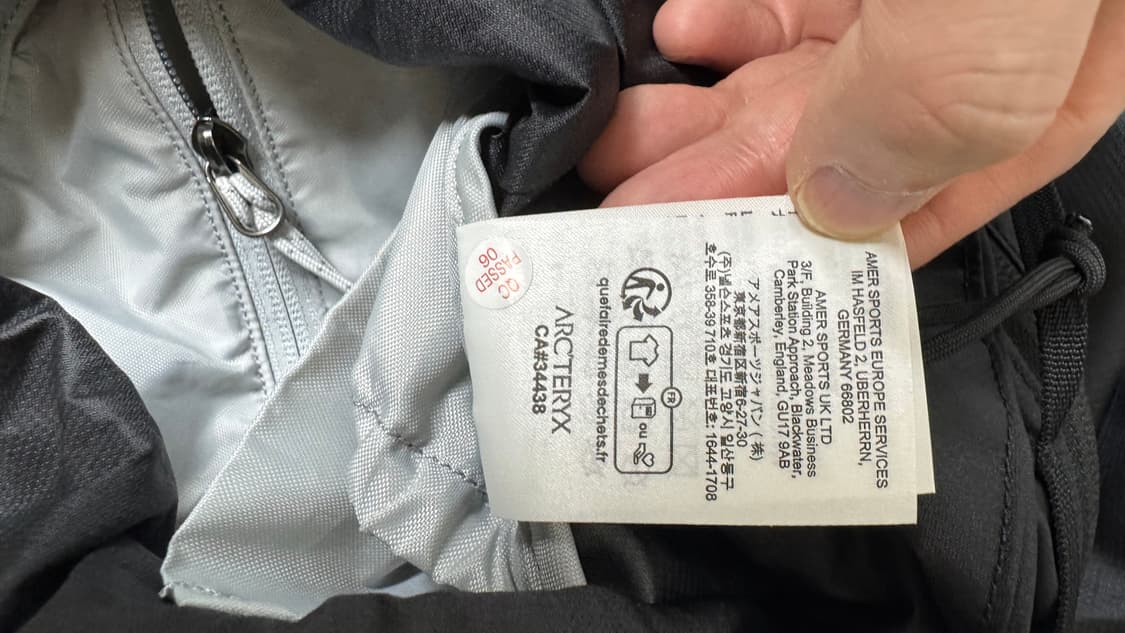 AMER SPORTS EUROPE SERVICES
IM HASFELD 2, UBERHERRN,
GERMANY 66802
AMER SPORTS UK LTD
3/F, Building 2, Meadows Business
Park Station Approach, Blackwater,
Camberley, England, GU17 9AB
アメアスポーツジャパン(株)
東京都新宿区新宿6-27-30
(주)넬슨스포츠 경기도 고양시 일산동구
호수로 358-39 710호 대표번호: 1644-1708
FR
ou
quefairedemesdechets.fr
ARC'TERYX
CA#34438
QC
PASSED
06